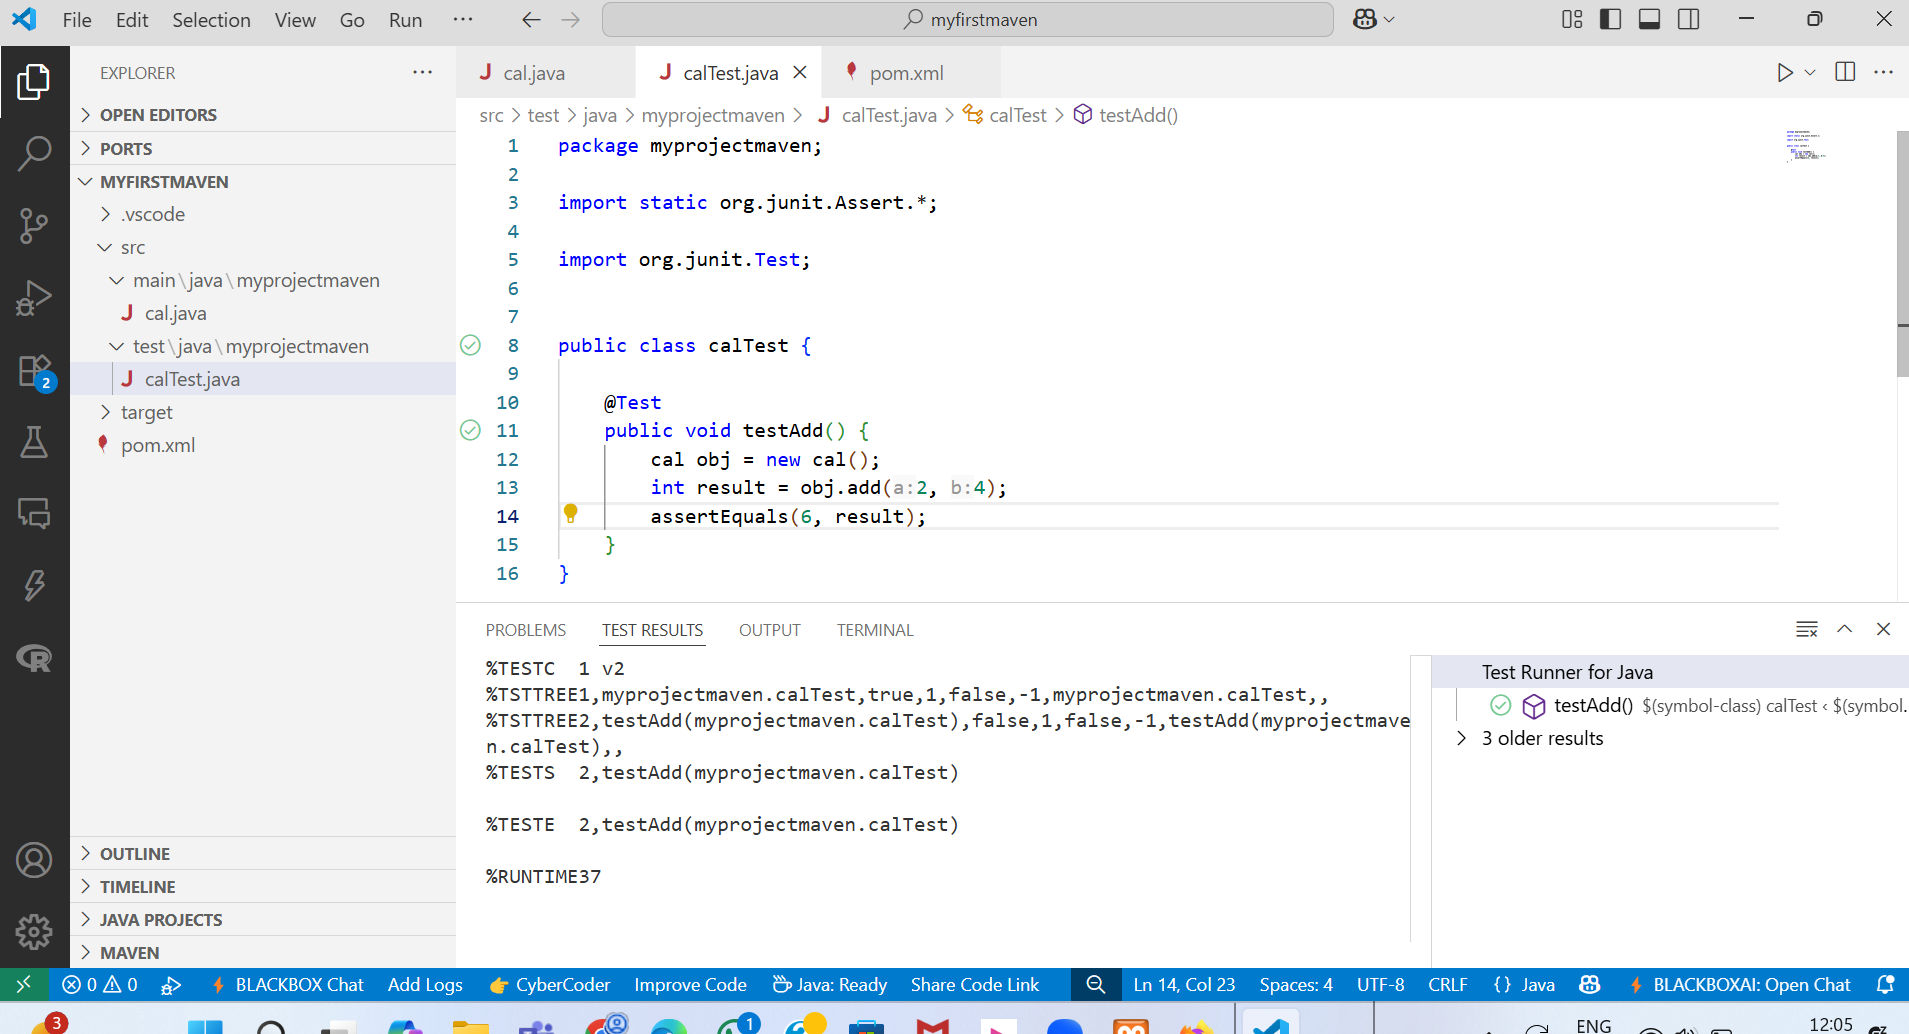 File Edit Selection View Go Run ··· myfirstmaven
EXPLORER ···
OPEN EDITORS
PORTS
MYFIRSTMAVEN
.vscode
src
main\java\myprojectmaven
J cal.java
test\java\myprojectmaven
J calTest.java
target
pom.xml
OUTLINE
TIMELINE
JAVA PROJECTS
MAVEN
2
J cal.java J calTest.java pom.xml
src > test > java > myprojectmaven > J calTest.java > calTest > testAdd()
1 package myprojectmaven;
2
3 import static org.junit.Assert.*;
4
5 import org.junit.Test;
6
7
8 public class calTest {
9
10 @Test
11 public void testAdd() {
12 cal obj = new cal();
13 int result = obj.add(a:2, b:4);
14 assertEquals(6, result);
15 }
16 }
PROBLEMS TEST RESULTS OUTPUT TERMINAL
%TESTC 1 v2
%TSTTREE1,myprojectmaven.calTest,true,1,false,-1,myprojectmaven.calTest,,
%TSTTREE2,testAdd(myprojectmaven.calTest),false,1,false,-1,testAdd(myprojectmave
n.calTest),,
%TESTS 2,testAdd(myprojectmaven.calTest)
%TESTE 2,testAdd(myprojectmaven.calTest)
%RUNTIME37
Test Runner for Java
testAdd() $(symbol-class) calTest ‹ $(symbol.
3 older results
0 0 BLACKBOX Chat Add Logs CyberCoder Improve Code Java: Ready Share Code Link Ln 14, Col 23 Spaces: 4 UTF-8 CRLF {} Java BLACKBOXAI: Open Chat
3 1 ENG 12:05